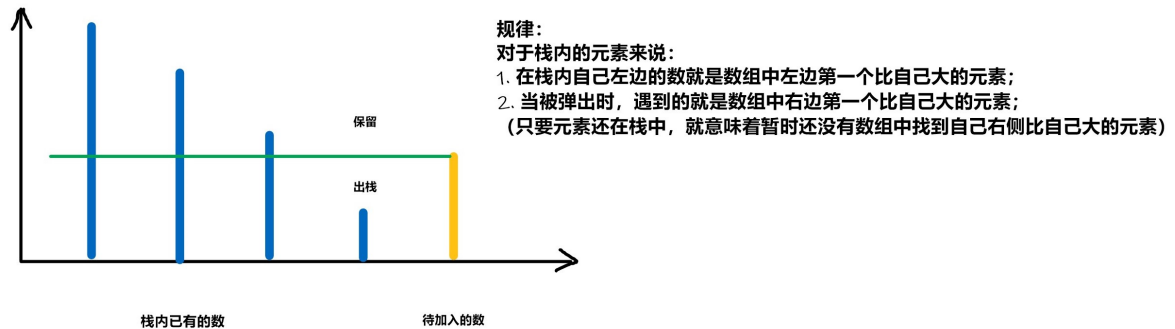 规律：
对于栈内的元素来说：
1. 在栈内自己左边的数就是数组中左边第一个比自己大的元素；
2. 当被弹出时，遇到的就是数组中右边第一个比自己大的元素；
（只要元素还在栈中，就意味着暂时还没有数组中找到自己右侧比自己大的元素）
保留
出栈
栈内已有的数
待加入的数